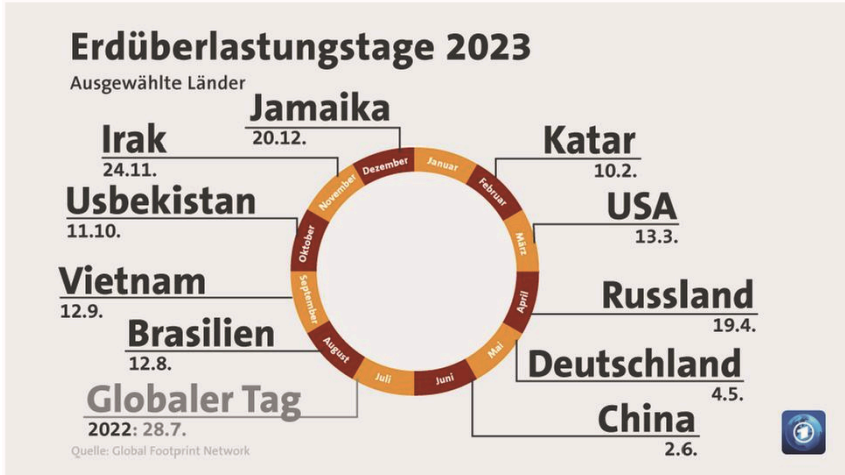 Erdüberlastungstage 2023
Ausgewählte Länder
Jamaika
20.12.
Irak
24.11.
Usbekistan
11.10.
Vietnam
12.9.
Brasilien
12.8.
Globaler Tag
2022: 28.7.
Katar
10.2.
USA
13.3.
Russland
19.4.
Deutschland
4.5.
China
2.6.
Januar
Februar
März
April
Mai
Juni
Juli
August
September
Oktober
November
Dezember
Quelle: Global Footprint Network